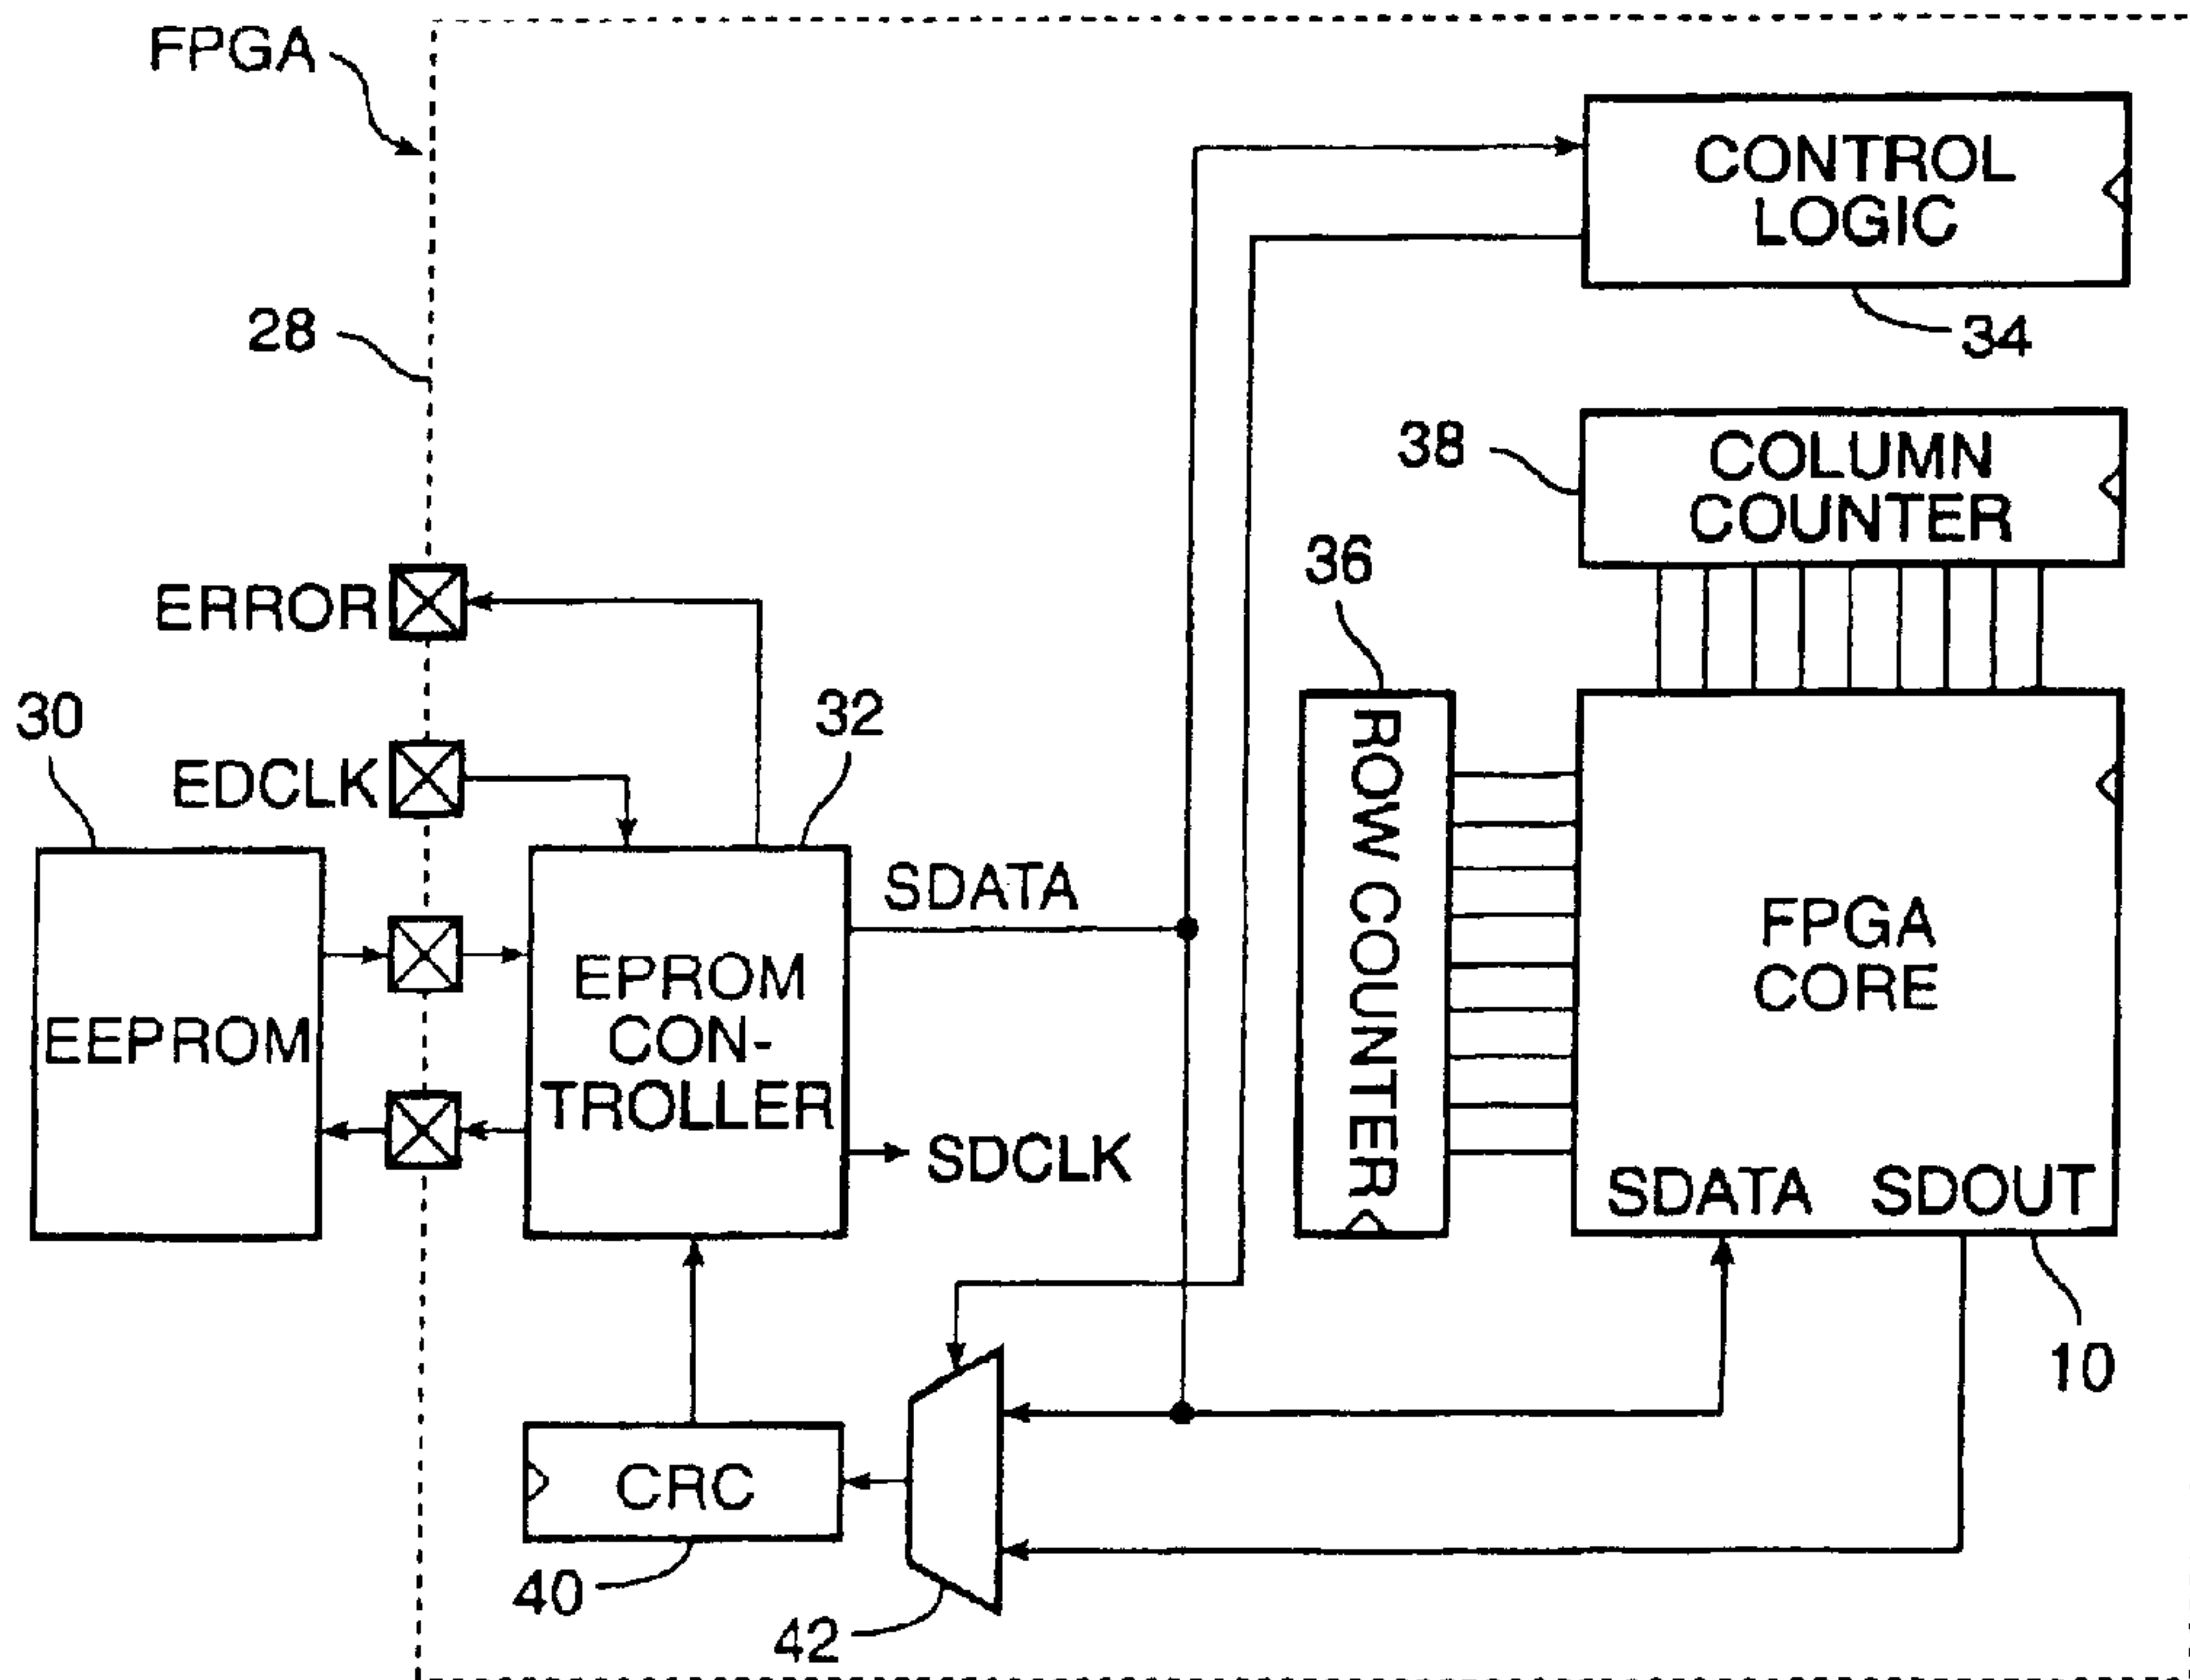 FPGA
CONTROL
LOGIC
28
34
38
COLUMN
COUNTER
36
ERROR
30
32
EDCLK
ROW COUNTER
SDATA
FPGA
CORE
EEPROM
EPROM
CON-
TROLLER
SDCLK
SDATA SDOUT
10
CRC
40
42